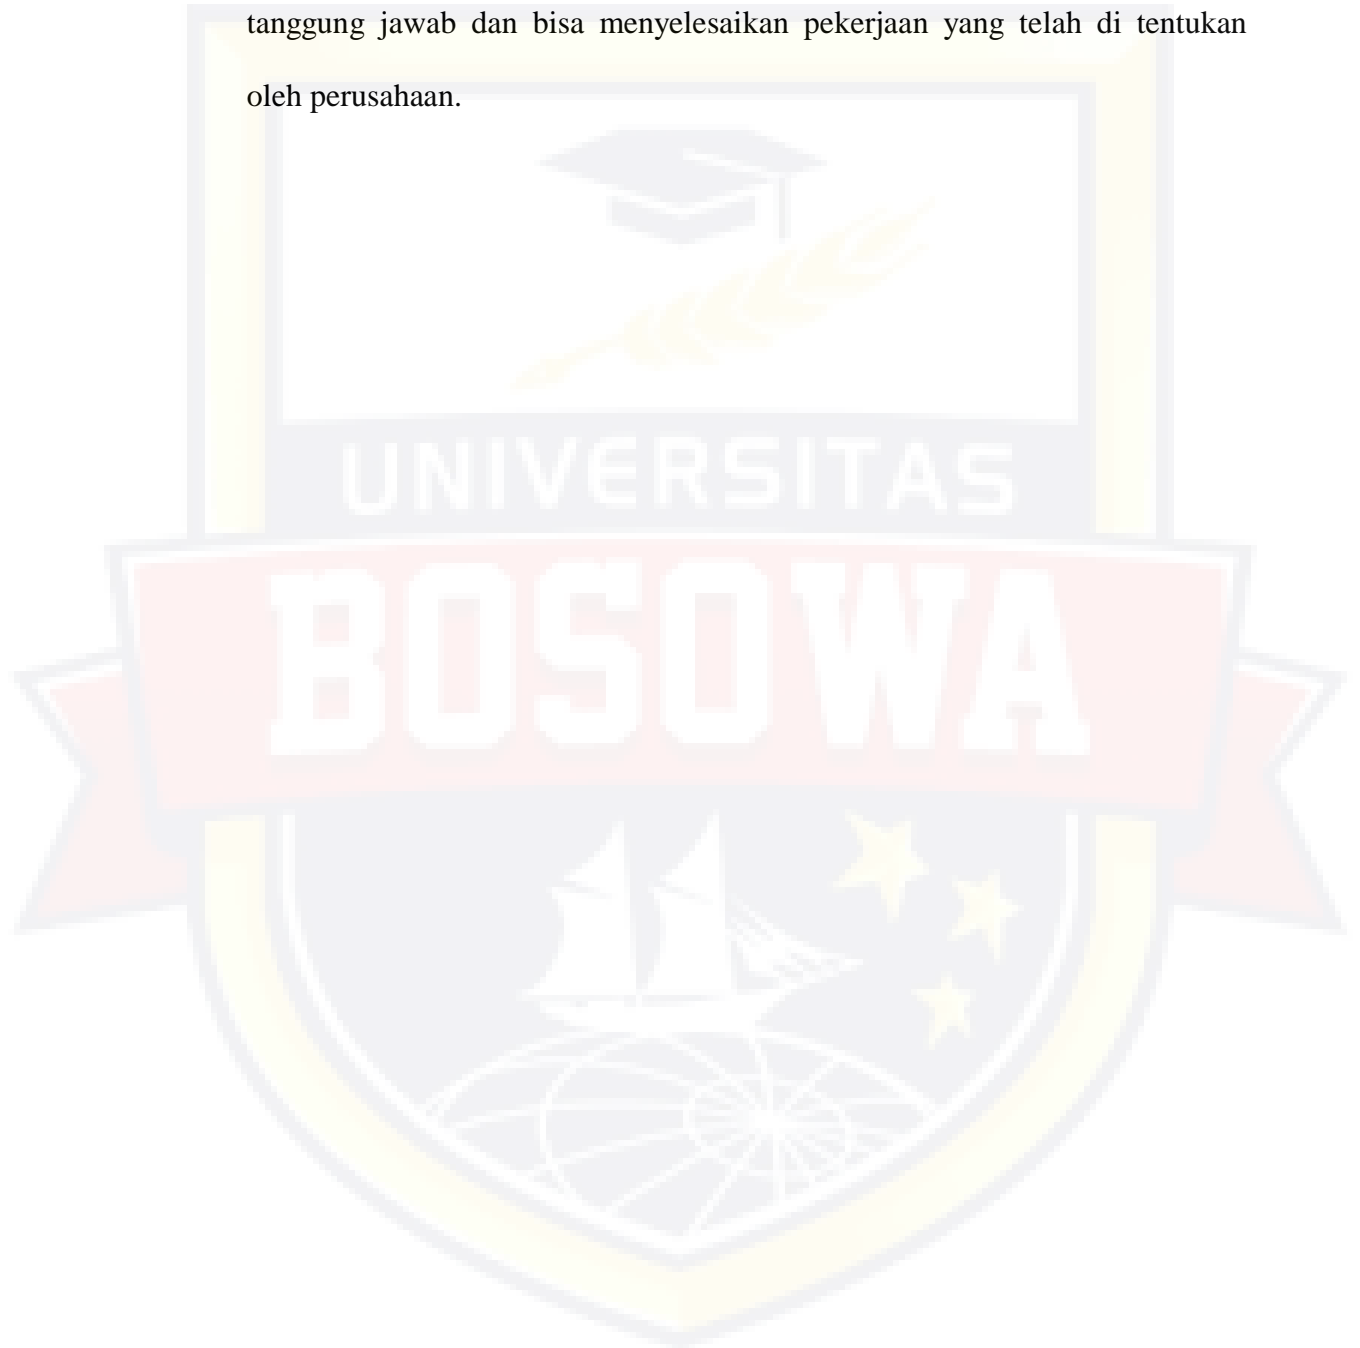 tanggung jawab dan bisa menyelesaikan pekerjaan yang telah di tentukan
oleh perusahaan.
UNIVERSITAS
BOSOWA